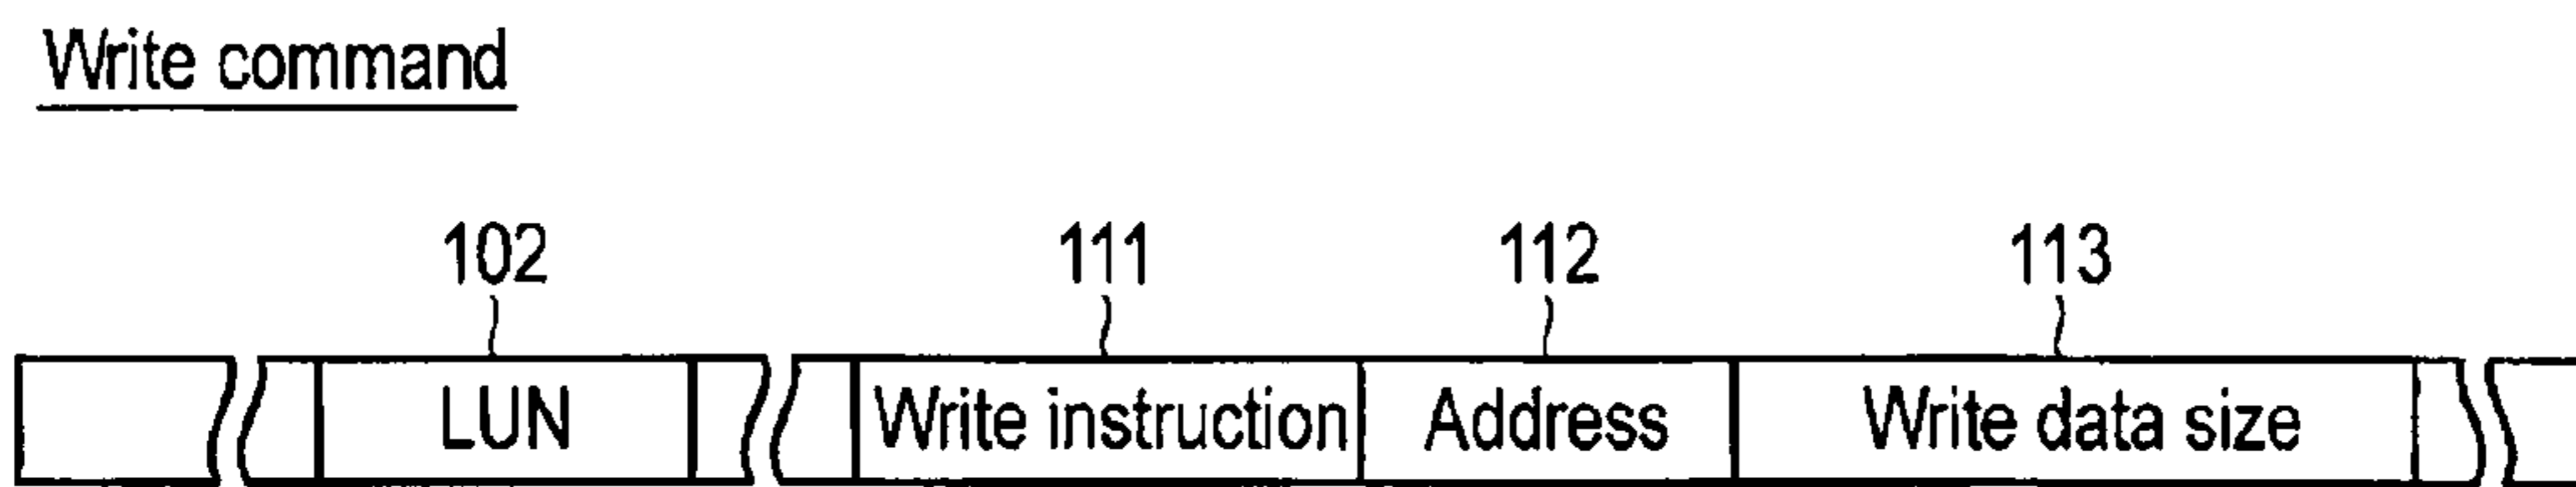 Write command
102 111 112 113
LUN Write instruction Address Write data size